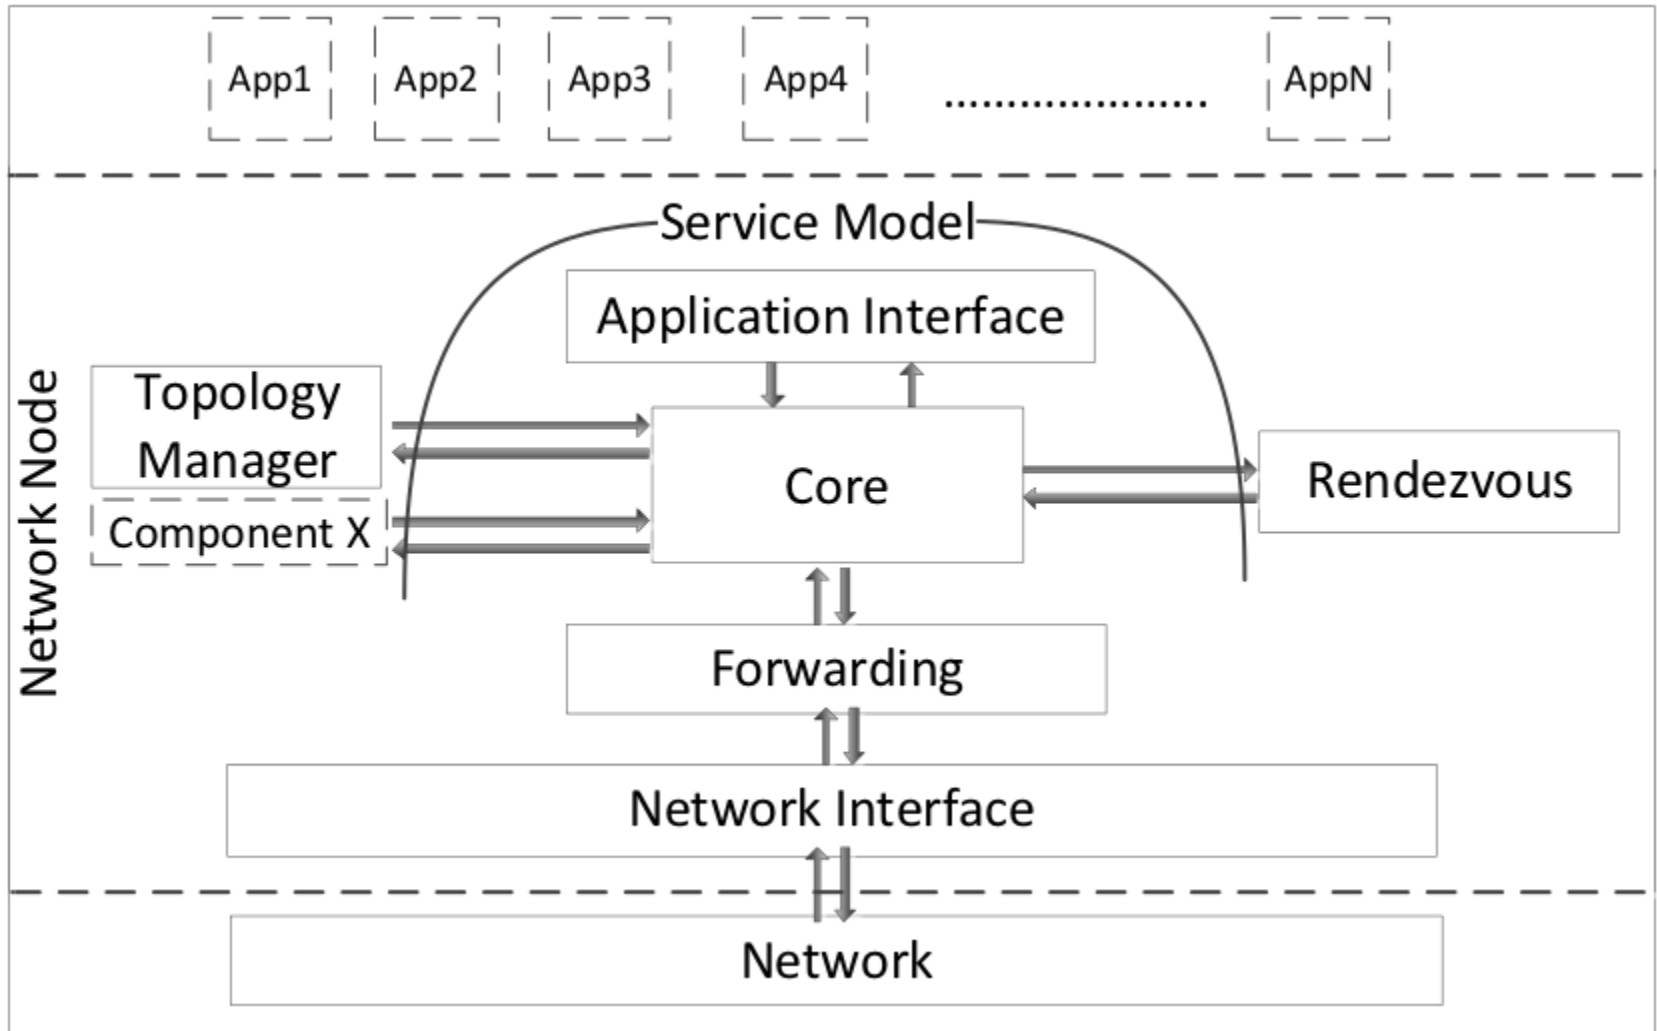 App1 App2 App3 App4 ..................... AppN
Service Model
Application Interface
Topology
Manager
Component X
Core
Rendezvous
Network Node
Forwarding
Network Interface
Network